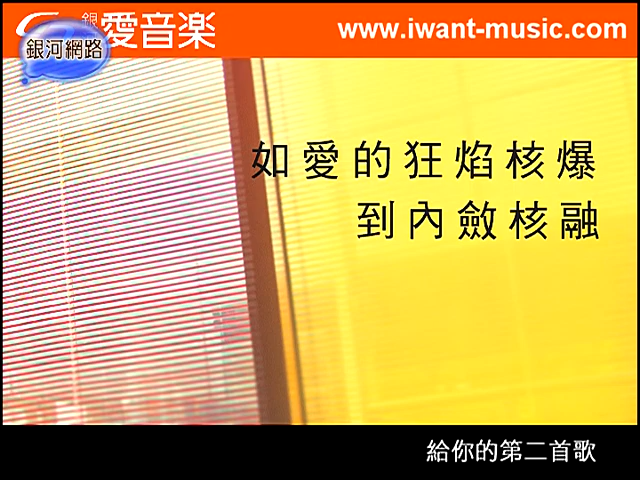 銀河網路
愛音楽
www.iwant-music.com
如愛的狂焰核爆
到內斂核融
給你的第二首歌